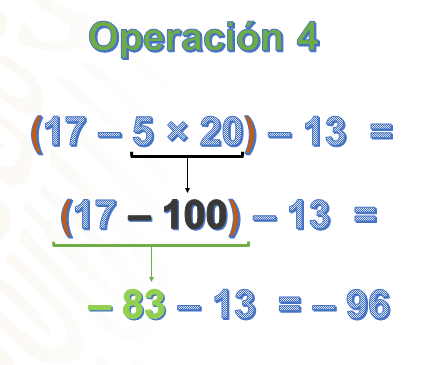 Operación 4
(17 – 5 × 20) – 13 =
(17 – 100) – 13 =
– 83 – 13 = – 96